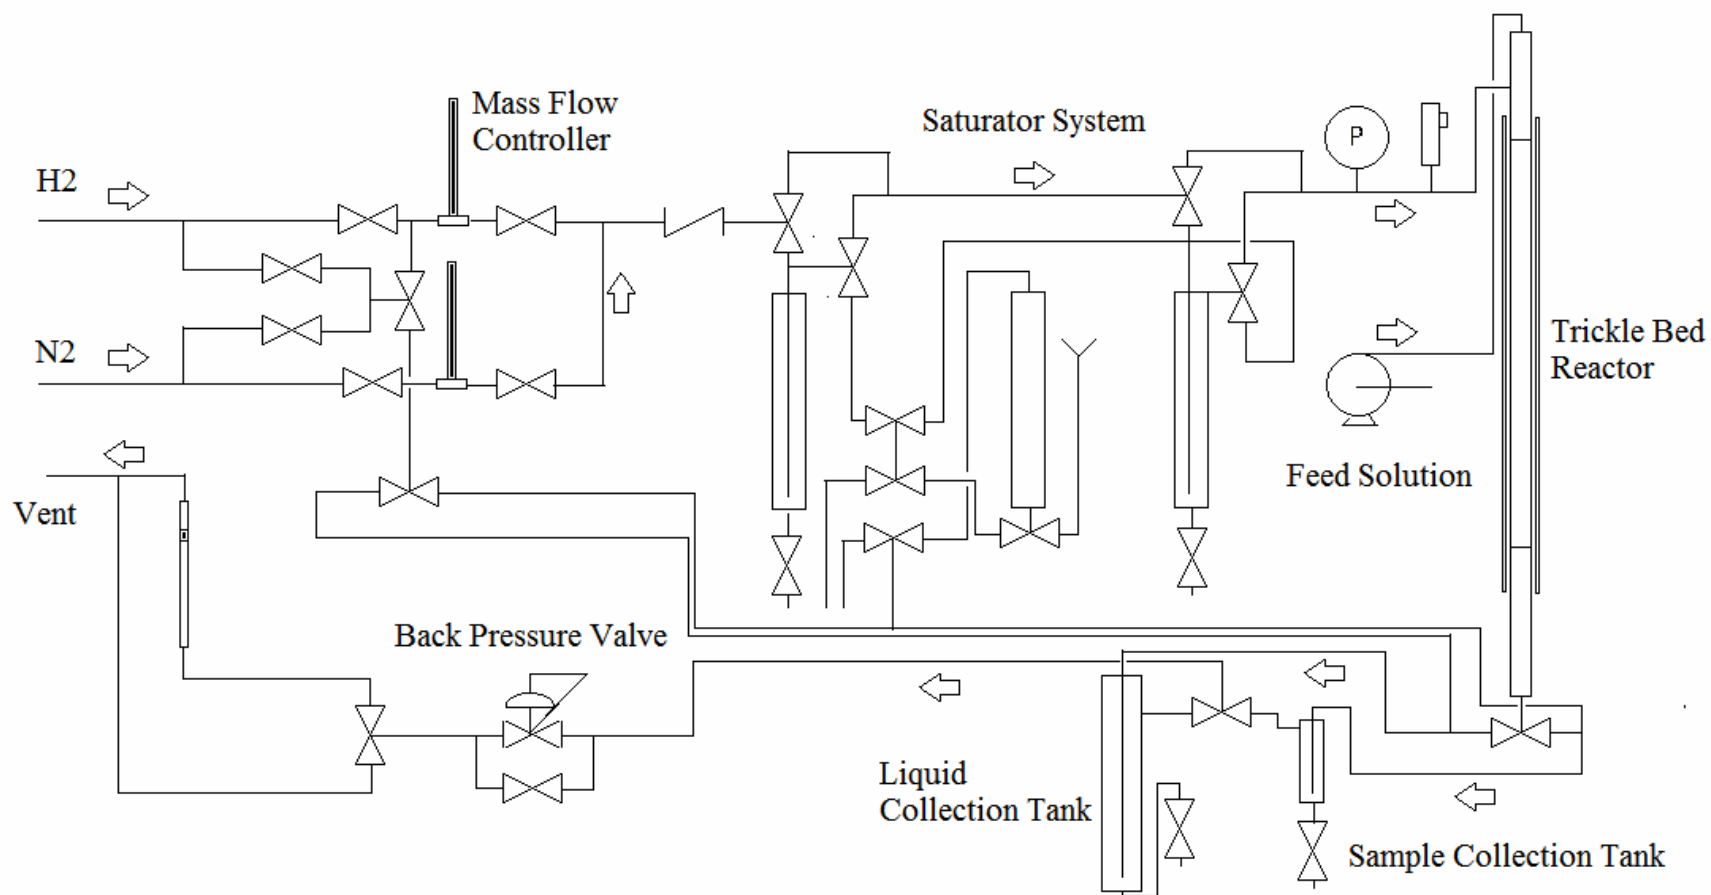 Mass Flow
Controller
Saturator System
P
H2
N2
Trickle Bed
Reactor
Feed Solution
Vent
Back Pressure Valve
Liquid
Collection Tank
Sample Collection Tank